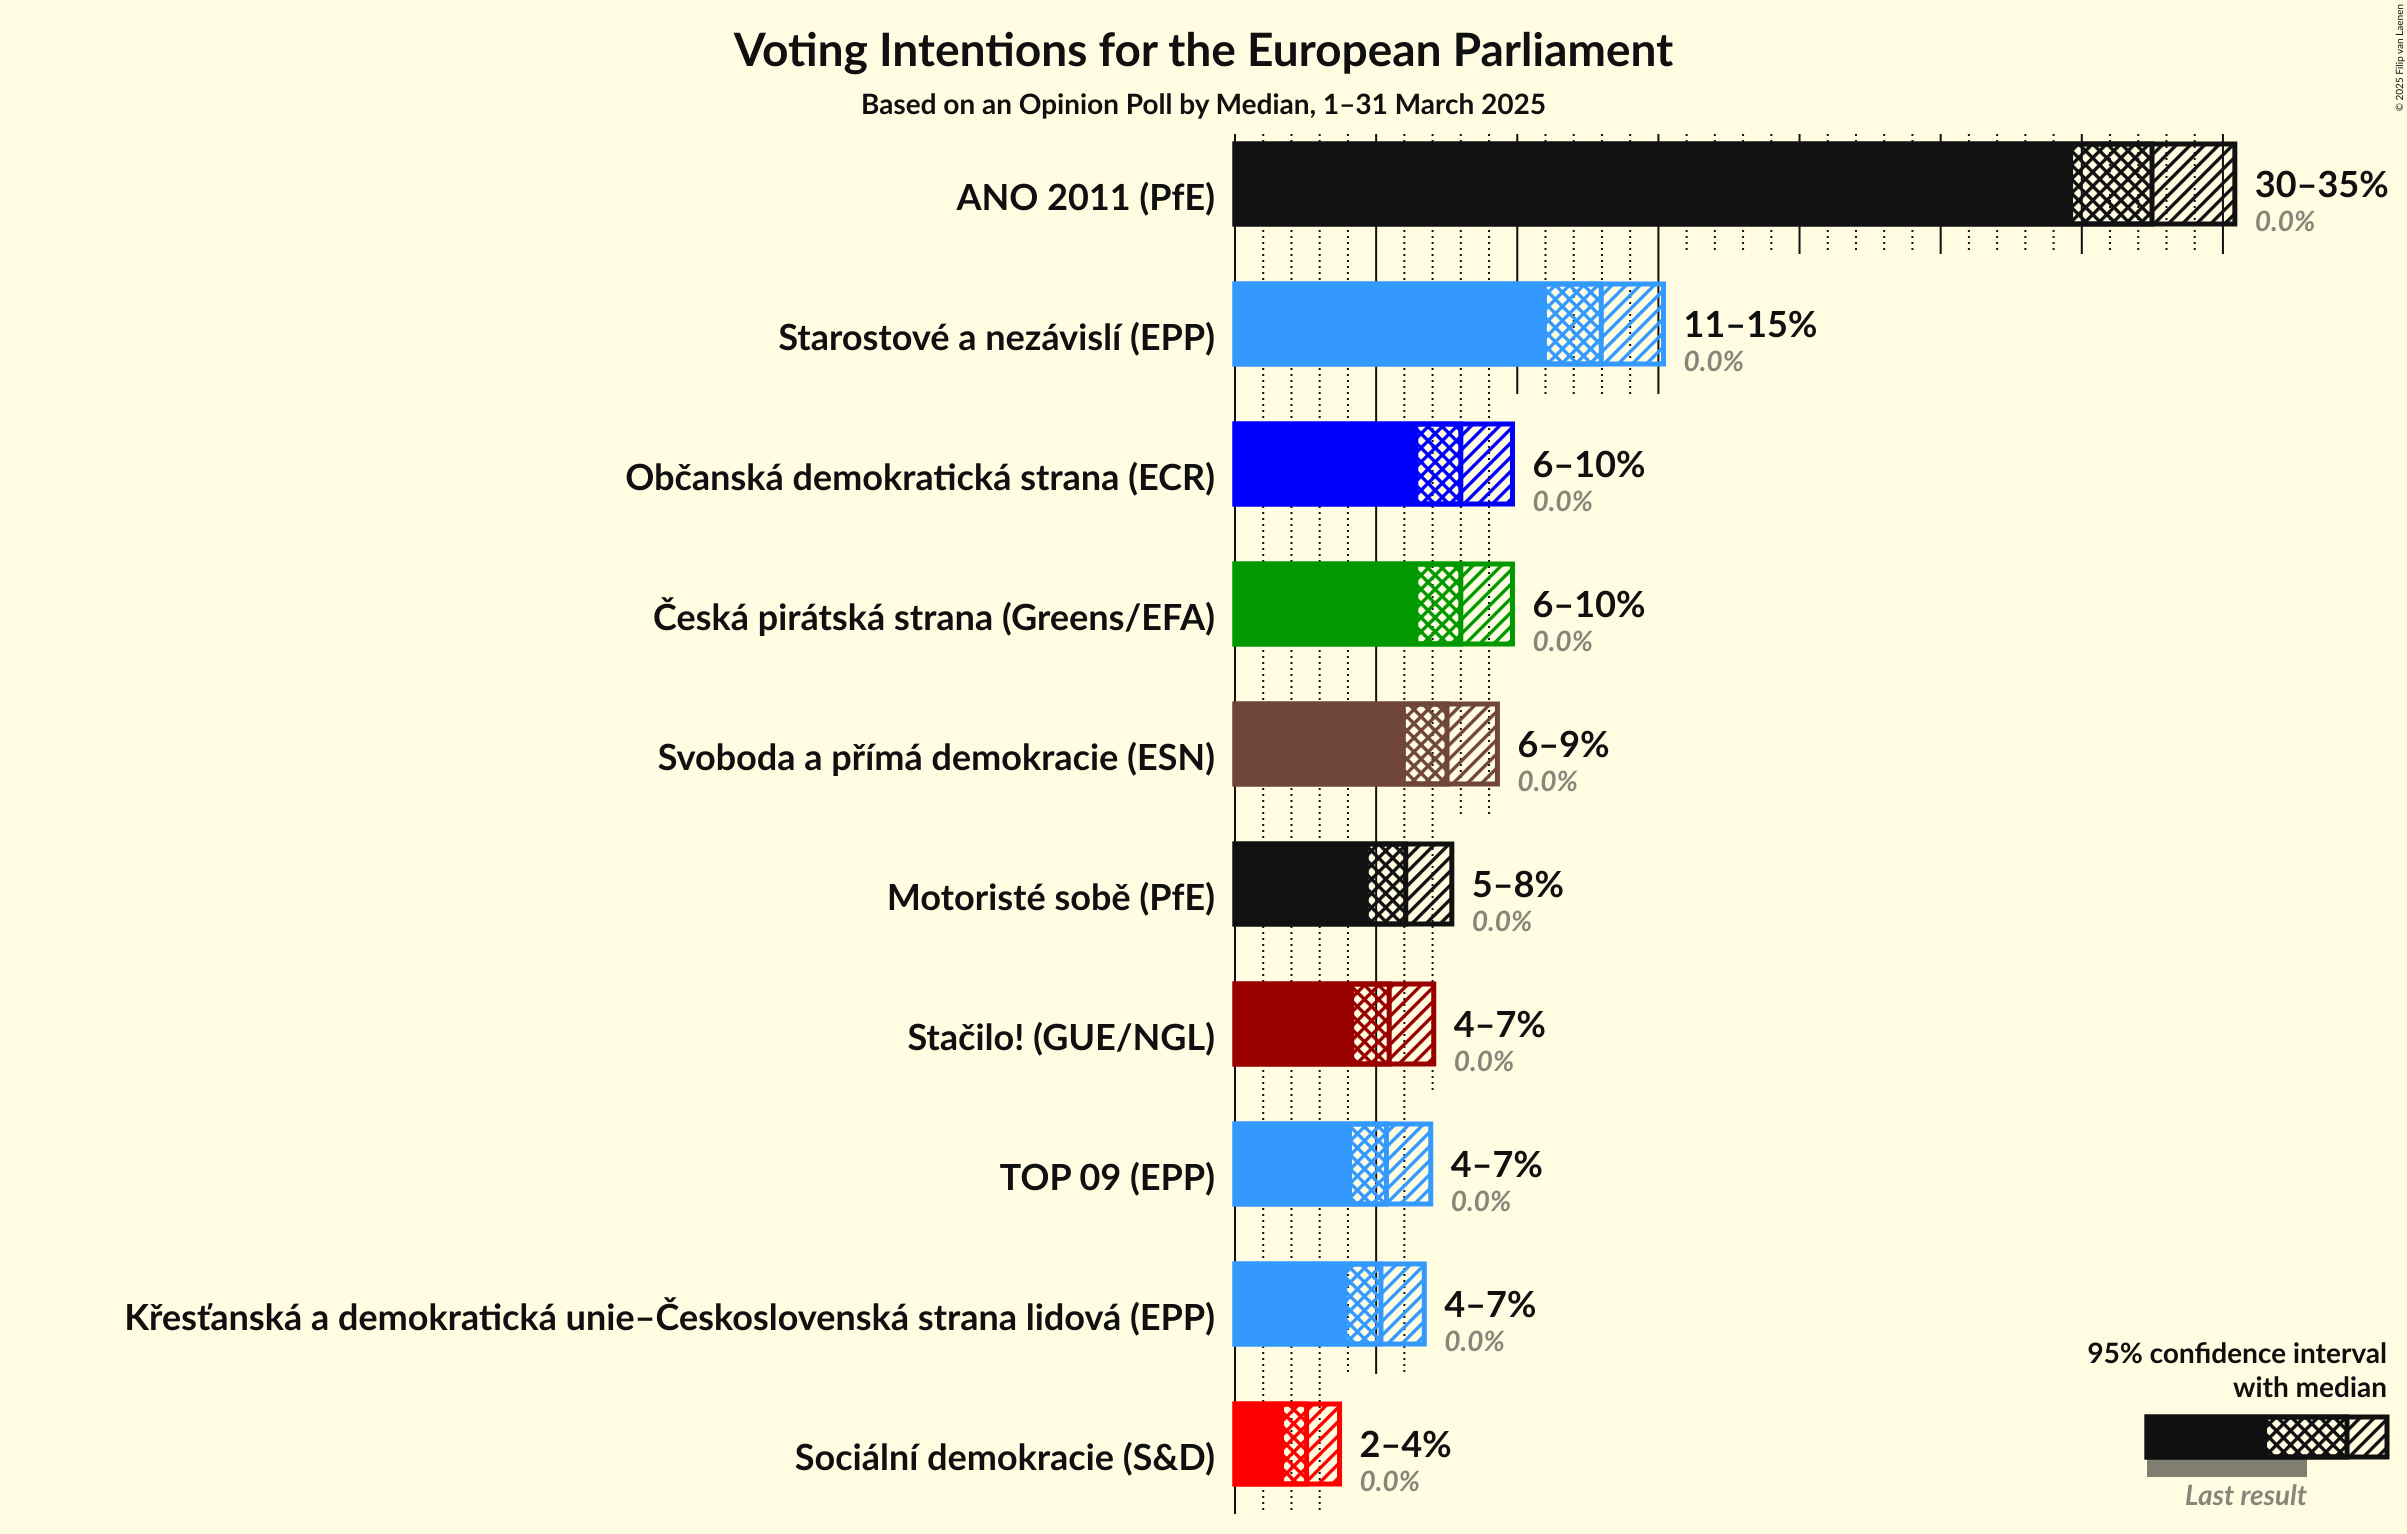 Voting Intentions for the European Parliament
Based on an Opinion Poll by Median, 1–31 March 2025
© 2025 Filip van Laenen
ANO 2011 (PfE)
30–35%
0.0%
Starostové a nezávislí (EPP)
11–15%
0.0%
Občanská demokratická strana (ECR)
6–10%
0.0%
Česká pirátská strana (Greens/EFA)
6–10%
0.0%
Svoboda a přímá demokracie (ESN)
6–9%
0.0%
Motoristé sobě (PfE)
5–8%
0.0%
Stačilo! (GUE/NGL)
4–7%
0.0%
TOP 09 (EPP)
4–7%
0.0%
Křesťanská a demokratická unie–Československá strana lidová (EPP)
4–7%
0.0%
Sociální demokracie (S&D)
2–4%
0.0%
95% confidence interval
with median
Last result